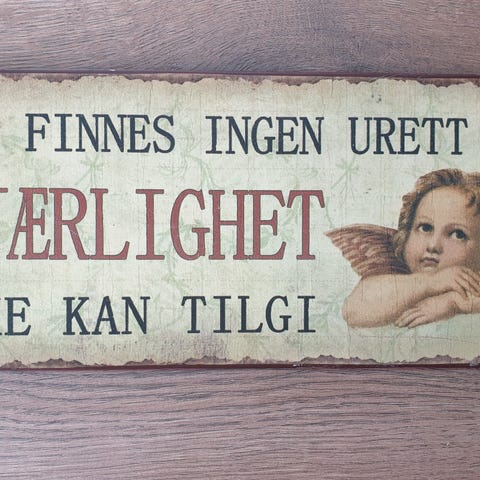 FINNES INGEN URETT
ÆRLIGHET
KAN TILGI